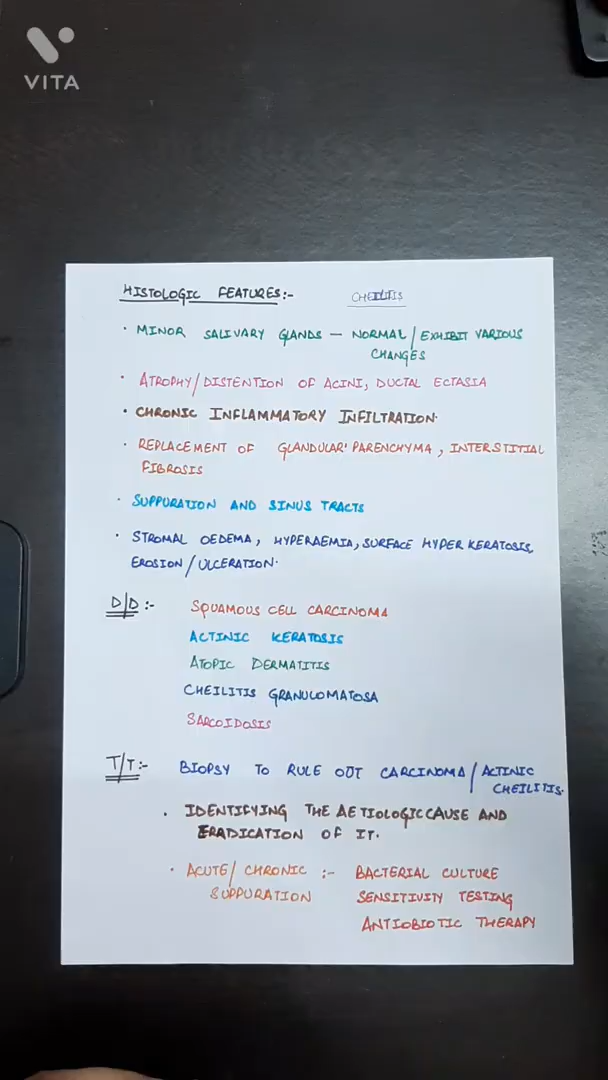 VITA
HISTOLOGIC FEATURES:- CHEILITIS
• MINOR SALIVARY GLANDS — NORMAL / EXHIBIT VARIOUS
CHANGES
• ATROPHY/DISTENTION OF ACINI, DUCTAL ECTASIA
• CHRONIC INFLAMMATORY INFILTRATION.
• REPLACEMENT OF GLANDULAR PARENCHYMA, INTERSTITIAL
FIBROSIS
• SUPPURATION AND SINUS TRACTS
• STROMAL OEDEMA, HYPERAEMIA, SURFACE HYPER KERATOSIS,
EROSION / ULCERATION.
D/D :- SQUAMOUS CELL CARCINOMA
ACTINIC KERATOSIS
ATOPIC DERMATITIS
CHEILITIS GRANULOMATOSA
SARCOIDOSIS
T/T:- BIOPSY TO RULE OUT CARCINOMA / ACTINIC
CHEILITIS.
• IDENTIFYING THE AETIOLOGIC CAUSE AND
ERADICATION OF IT.
• ACUTE / CHRONIC :- BACTERIAL CULTURE
SUPPURATION SENSITIVITY TESTING
ANTIOBIOTIC THERAPY